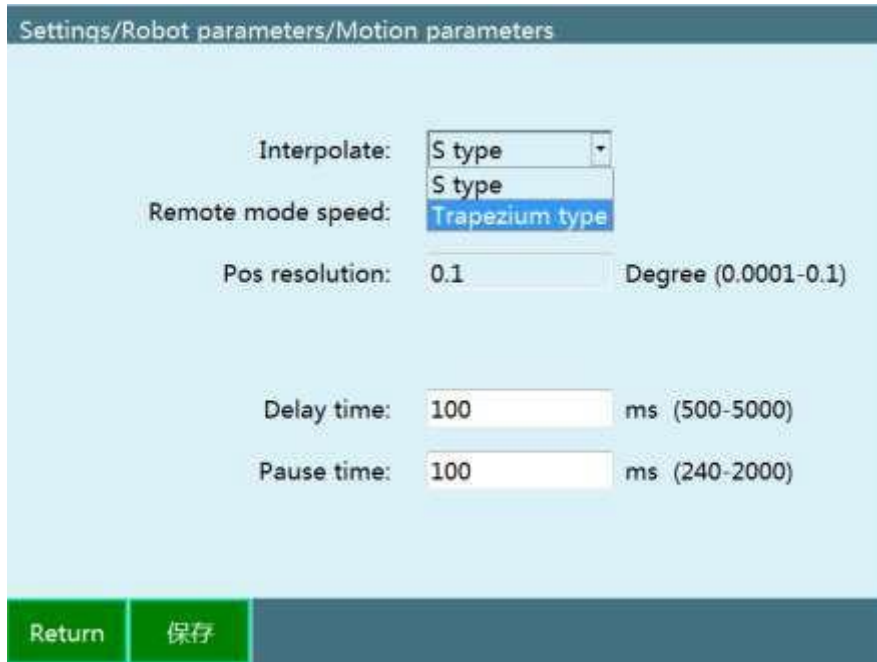 Settings/Robot parameters/Motion parameters
Interpolate: S type
S type
Remote mode speed: Trapezium type
Pos resolution: 0.1 Degree (0.0001-0.1)
Delay time: 100 ms (500-5000)
Pause time: 100 ms (240-2000)
Return 保存